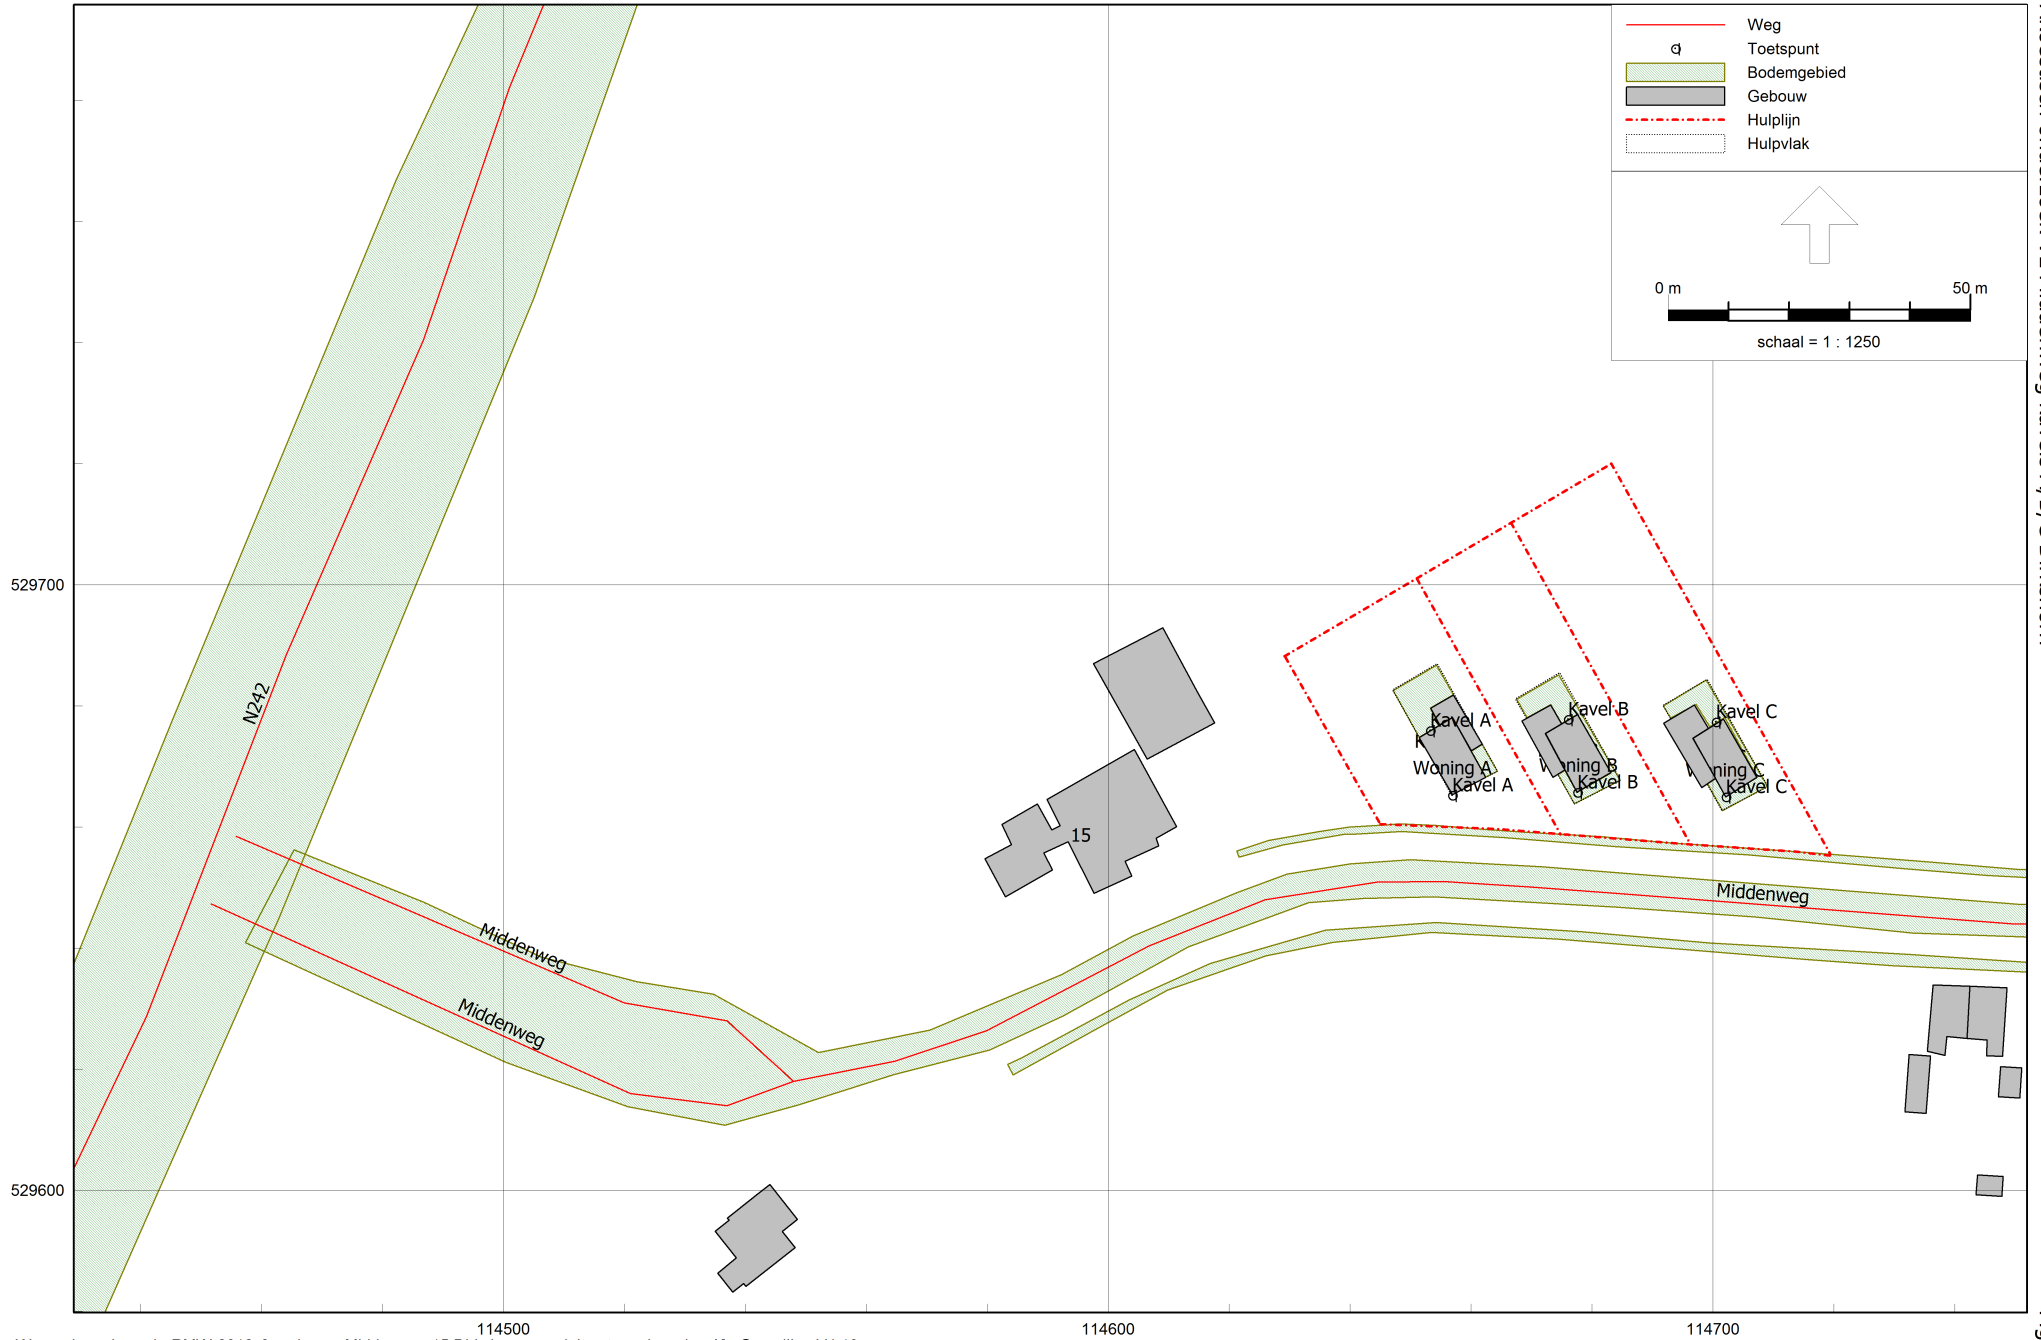 Weg
Toetspunt
Bodemgebied
Gebouw
Hulplijn
Hulpvlak
0 m
50 m
schaal = 1 : 1250
529700
529600
N242
Kavel A
Woning A
Kavel A
Kavel B
Woning B
Kavel B
Kavel C
Kavel C
15
Middenweg
Middenweg
Middenweg
114500
114600
114700